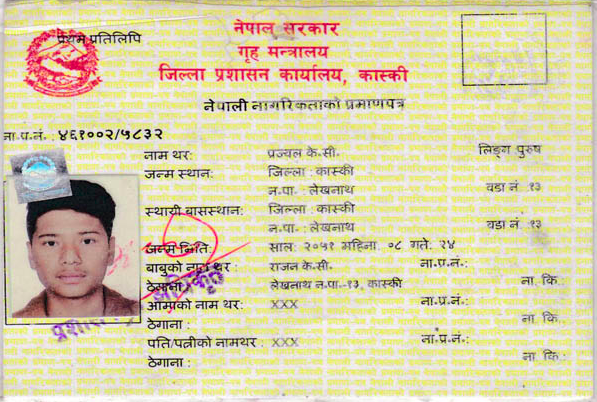 प्रथम प्रतिलिपि
नेपाल सरकार
गृह मन्त्रालय
जिल्ला प्रशासन कार्यालय, कास्की
नेपाली नागरिकताको प्रमाणपत्र
ना.प्र.नं. : ४६१००२/५८३२
नाम थर: प्रज्वल के.सी. लिङ्ग पुरुष
जन्म स्थान: जिल्ला : कास्की
न.पा. : लेखनाथ वडा नं १३
स्थायी बासस्थान: जिल्ला : कास्की
न.पा. : लेखनाथ वडा नं १३
जन्म मिति: साल: २०५१ महिना. ०८ गते. २४
बाबुको नाम थर : राजन के.सी. ना.प्र.नं.:
ठेगाना : लेखनाथ न.पा.-१३, कास्की ना. कि.
आमाको नाम थर: XXX ना.प्र.नं.:
ठेगाना : ना. कि.
पति/पत्नीको नामथर : XXX ना.प्र.नं.:
ठेगाना : ना. कि :